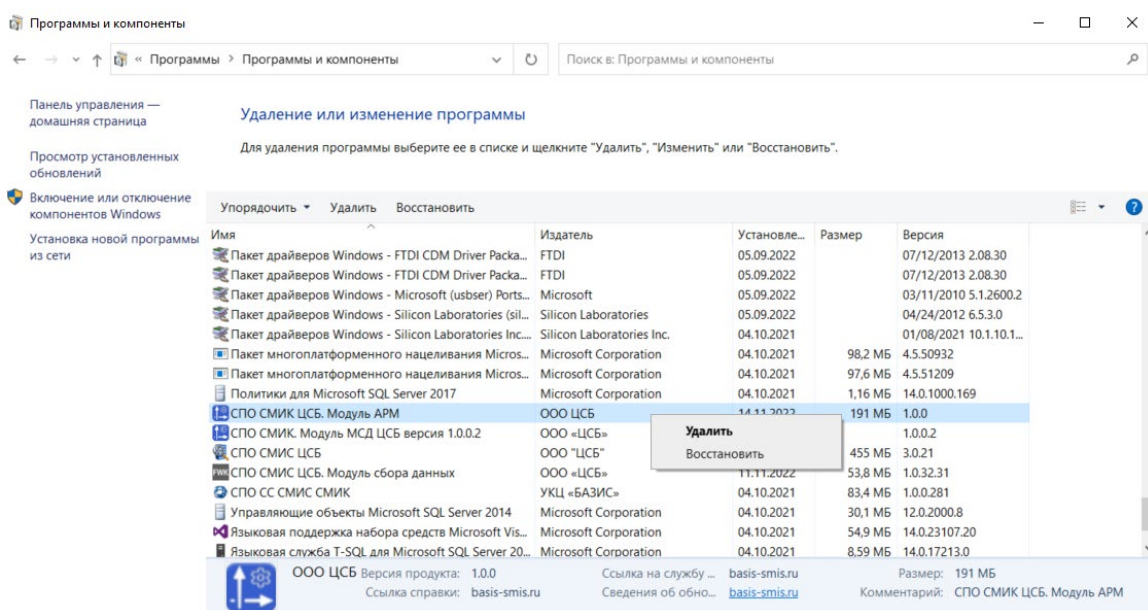 Программы и компоненты
« Программы > Программы и компоненты
Поиск в: Программы и компоненты
Панель управления —
домашняя страница
Просмотр установленных
обновлений
Включение или отключение
компонентов Windows
Установка новой программы
из сети
Удаление или изменение программы
Для удаления программы выберите ее в списке и щелкните "Удалить", "Изменить" или "Восстановить".
Упорядочить Удалить Восстановить
Имя Издатель Установле... Размер Версия
Пакет драйверов Windows - FTDI CDM Driver Packa... FTDI 05.09.2022 07/12/2013 2.08.30
Пакет драйверов Windows - FTDI CDM Driver Packa... FTDI 05.09.2022 07/12/2013 2.08.30
Пакет драйверов Windows - Microsoft (usbser) Ports... Microsoft 05.09.2022 03/11/2010 5.1.2600.2
Пакет драйверов Windows - Silicon Laboratories (sil... Silicon Laboratories 05.09.2022 04/24/2012 6.5.3.0
Пакет драйверов Windows - Silicon Laboratories Inc.... Silicon Laboratories Inc. 04.10.2021 01/08/2021 10.1.10.1...
Пакет многоплатформенного нацеливания Micros... Microsoft Corporation 04.10.2021 98,2 МБ 4.5.50932
Пакет многоплатформенного нацеливания Micros... Microsoft Corporation 04.10.2021 97,6 МБ 4.5.51209
Политики для Microsoft SQL Server 2017 Microsoft Corporation 04.10.2021 1,16 МБ 14.0.1000.169
СПО СМИК ЦСБ. Модуль АРМ ООО ЦСБ 14.11.2022 191 МБ 1.0.0
СПО СМИК. Модуль МСД ЦСБ версия 1.0.0.2 ООО «ЦСБ» Удалить 1.0.0.2
СПО СМИС ЦСБ ООО "ЦСБ" Восстановить 455 МБ 3.0.21
FWK СПО СМИС ЦСБ. Модуль сбора данных ООО «ЦСБ» 11.11.2022 53,8 МБ 1.0.32.31
СПО СС СМИС СМИК УКЦ «БАЗИС» 04.10.2021 83,4 МБ 1.0.0.281
Управляющие объекты Microsoft SQL Server 2014 Microsoft Corporation 04.10.2021 30,1 МБ 12.0.2000.8
Языковая поддержка набора средств Microsoft Vis... Microsoft Corporation 04.10.2021 54,9 МБ 14.0.23107.20
Языковая служба T-SQL для Microsoft SQL Server 20... Microsoft Corporation 04.10.2021 8,59 МБ 14.0.17213.0
ООО ЦСБ Версия продукта: 1.0.0 Ссылка на службу ... basis-smis.ru Размер: 191 МБ
Ссылка справки: basis-smis.ru Сведения об обно... basis-smis.ru Комментарий: СПО СМИК ЦСБ. Модуль АРМ